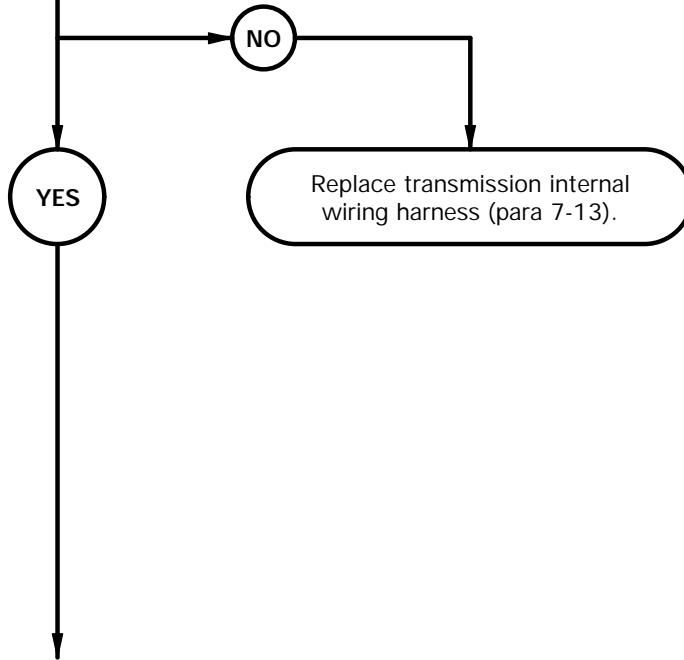 NO
YES
Replace transmission internal
wiring harness (para 7-13).